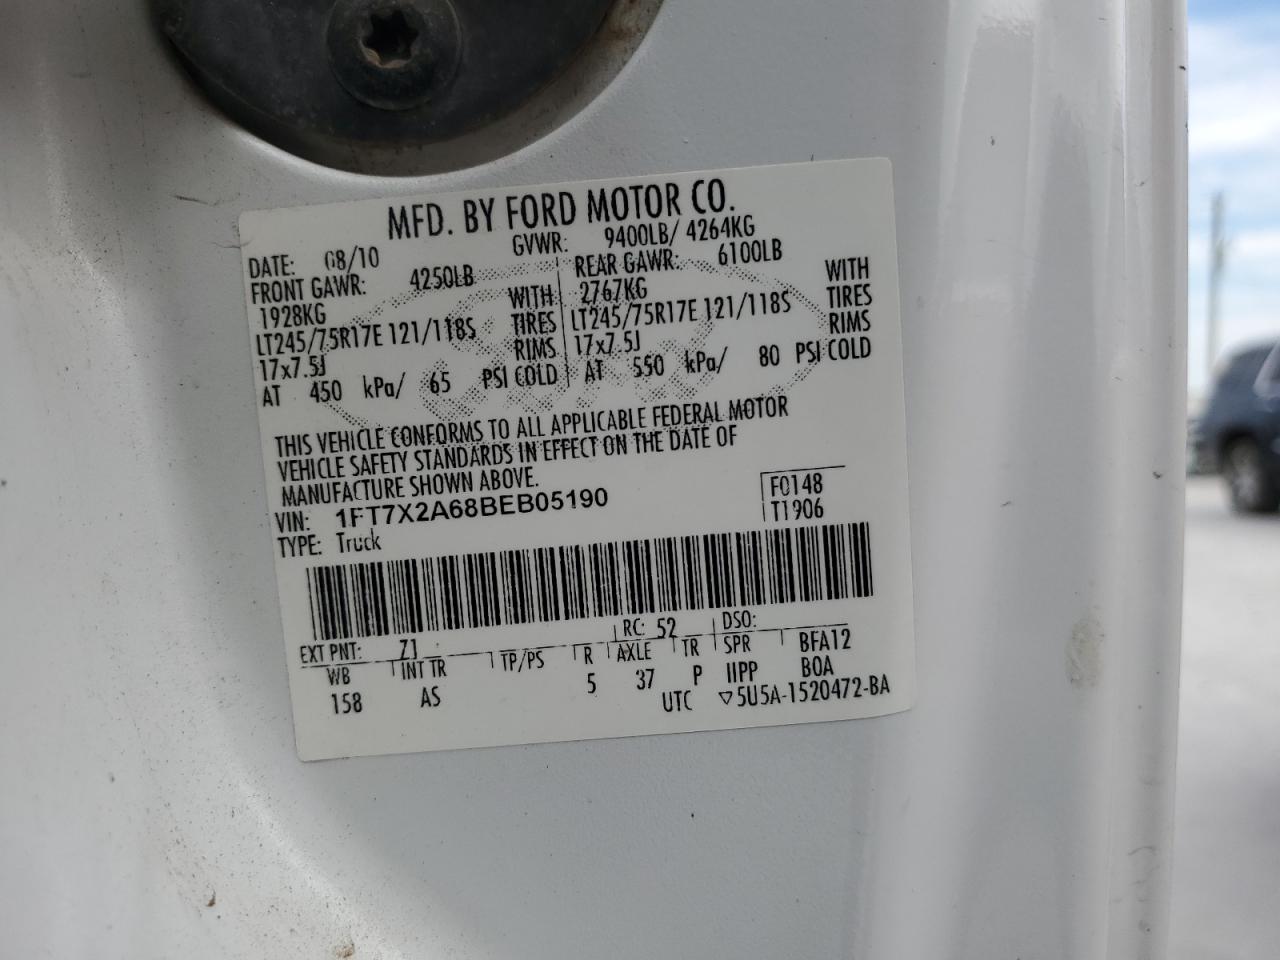 MFD. BY FORD MOTOR CO.
DATE: 08/10 GVWR: 9400LB/ 4264KG
FRONT GAWR: 4250LB REAR GAWR: 6100LB
1928KG WITH 2767KG WITH
LT245/75R17E 121/118S TIRES LT245/75R17E 121/118S TIRES
17x7.5J RIMS 17x7.5J RIMS
AT 450 kPa/ 65 PSI COLD AT 550 kPa/ 80 PSI COLD
THIS VEHICLE CONFORMS TO ALL APPLICABLE FEDERAL MOTOR
VEHICLE SAFETY STANDARDS IN EFFECT ON THE DATE OF
MANUFACTURE SHOWN ABOVE.
VIN: 1FT7X2A68BEB05190 F0148
TYPE: Truck T1906
EXT PNT: Z1 RC: 52 DSO:
WB INT TR TP/PS R AXLE TR SPR BFA12
158 AS 5 37 P IIPP BOA
UTC ▽5U5A-1520472-BA